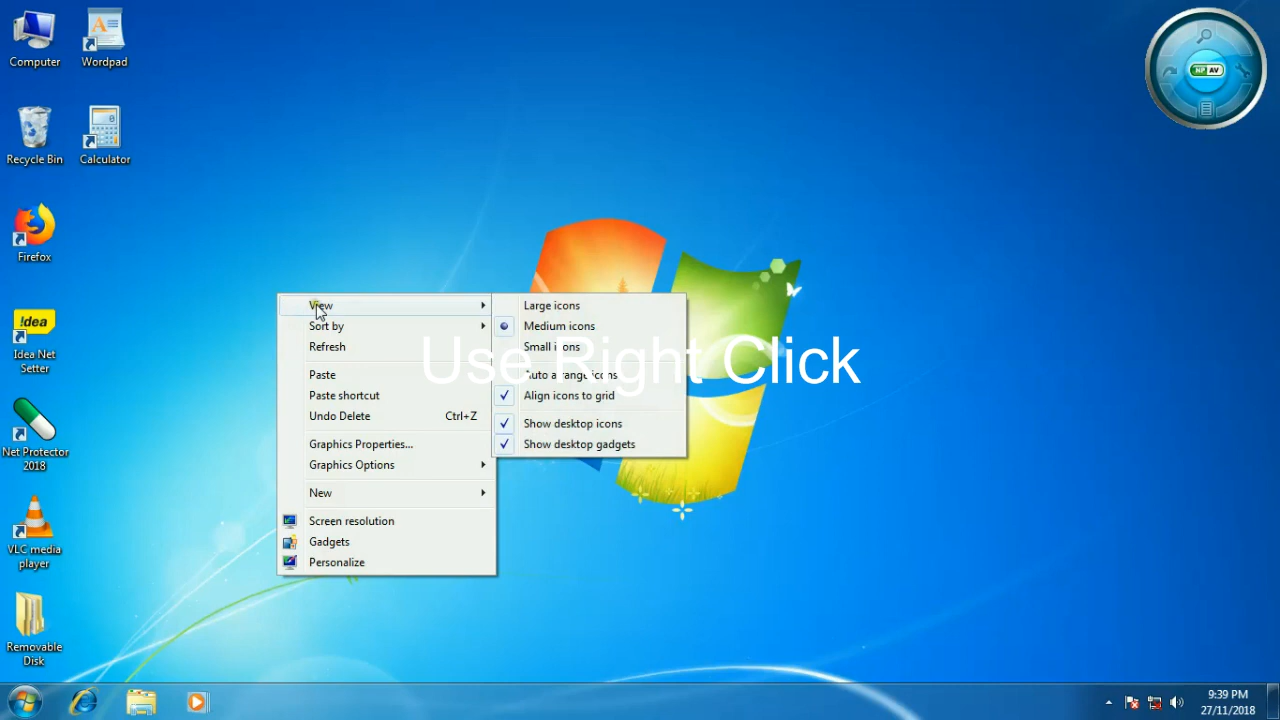 Computer
Wordpad
Recycle Bin
Calculator
Firefox
!dea
Idea Net
Setter
Net Protector
2018
VLC media
player
Removable
Disk
NP AV
View
Sort by
Refresh
Paste
Paste shortcut
Undo Delete Ctrl+Z
Graphics Properties...
Graphics Options
New
Screen resolution
Gadgets
Personalize
Large icons
Medium icons
Small icons
Auto arrange icons
Align icons to grid
Show desktop icons
Show desktop gadgets
Use Right Click
9:39 PM
27/11/2018